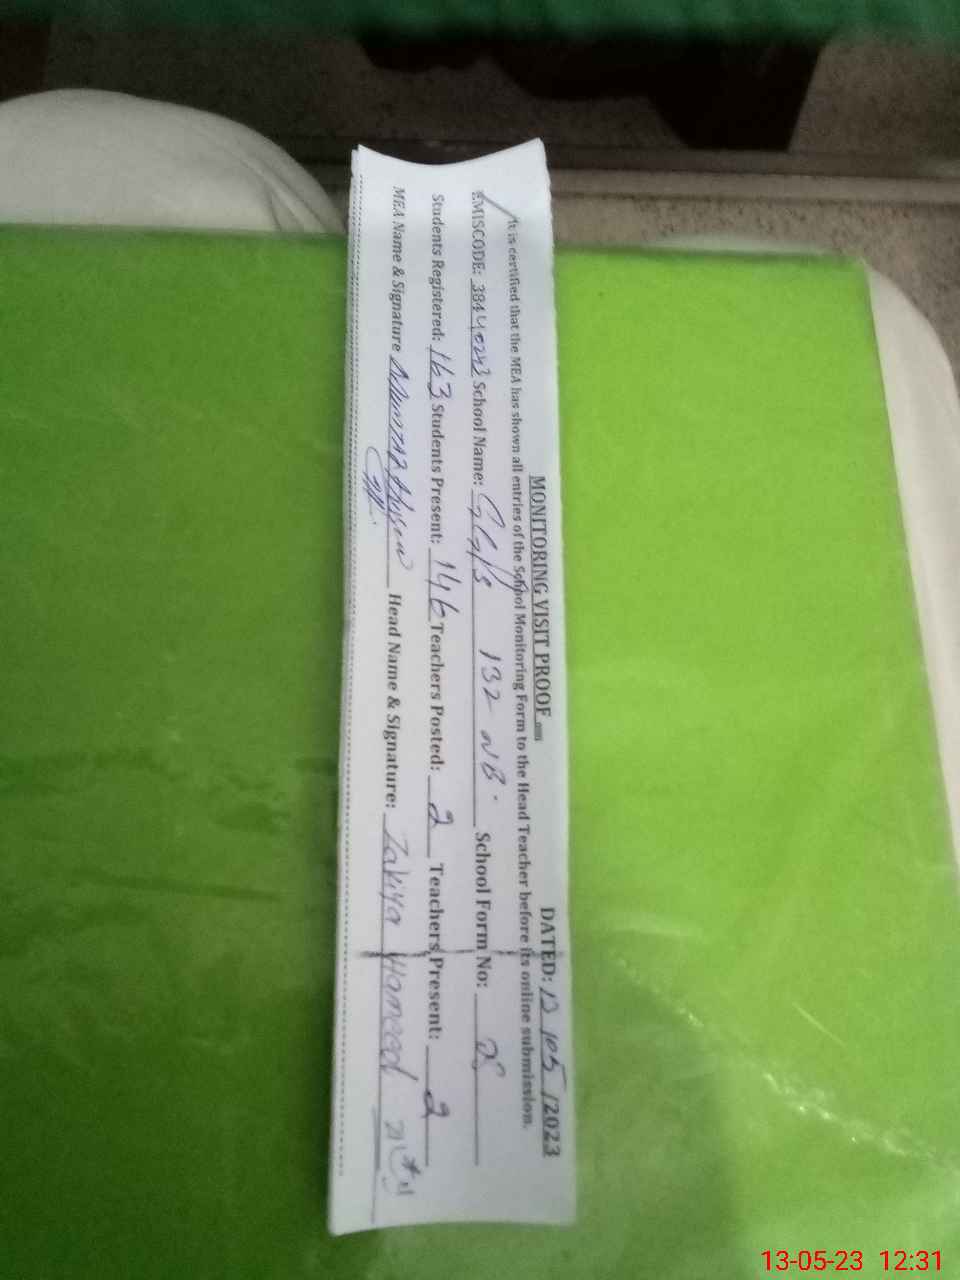 MONITORING VISIT PROOF
DATED: 13/05/2023
It is certified that the MEA has shown all entries of the School Monitoring Form to the Head Teacher before its online submission.
EMISCODE: 38440243 School Name: GGPS 132 NB. School Form No:
Students Registered: 163 Students Present: 146 Teachers Posted: 2 Teachers Present: 2
MEA Name & Signature Head Name & Signature: Zakiya Hameed
13-05-23 12:31